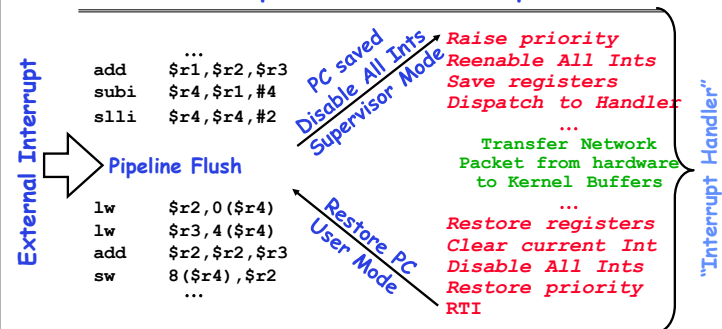 External Interrupt
…
add $r1,$r2,$r3
subi $r4,$r1,#4
slli $r4,$r4,#2
Pipeline Flush
lw $r2,0($r4)
lw $r3,4($r4)
add $r2,$r2,$r3
sw 8($r4),$r2
…
PC saved
Disable All Ints
Supervisor Mode
Restore PC
User Mode
Raise priority
Reenable All Ints
Save registers
Dispatch to Handler
…
Transfer Network
Packet from hardware
to Kernel Buffers
…
Restore registers
Clear current Int
Disable All Ints
Restore priority
RTI
“Interrupt Handler”